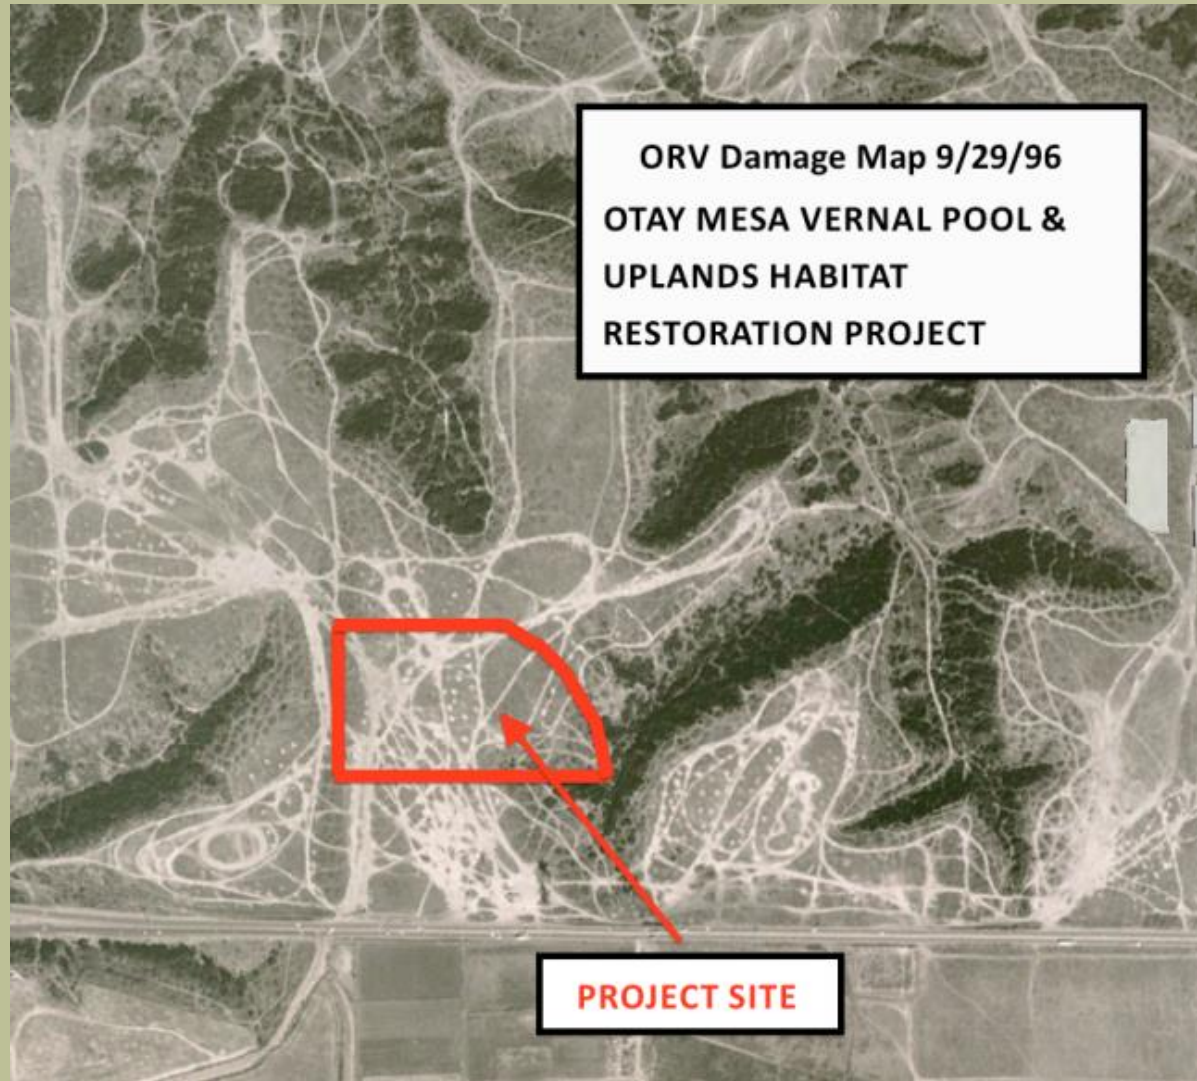 ORV Damage Map 9/29/96
OTAY MESA VERNAL POOL &
UPLANDS HABITAT
RESTORATION PROJECT
PROJECT SITE